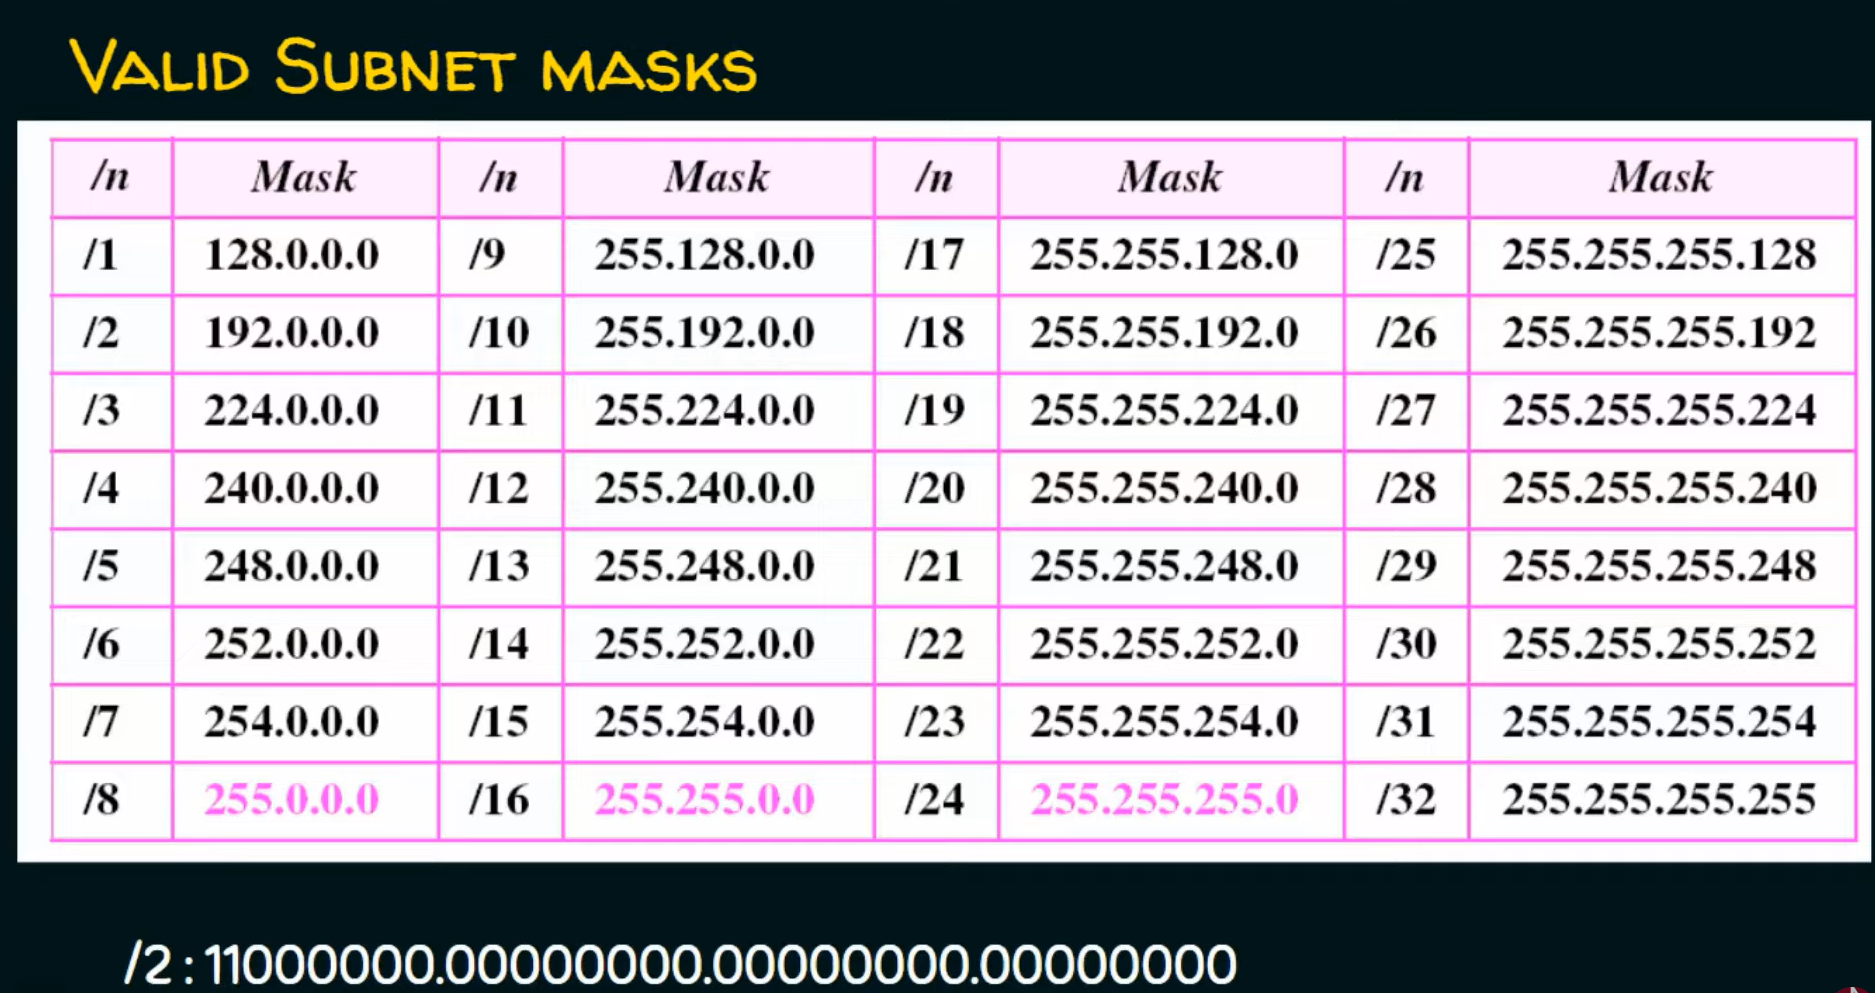 VALID SUBNET MASKS
/n Mask /n Mask /n Mask /n Mask
/1 128.0.0.0 /9 255.128.0.0 /17 255.255.128.0 /25 255.255.255.128
/2 192.0.0.0 /10 255.192.0.0 /18 255.255.192.0 /26 255.255.255.192
/3 224.0.0.0 /11 255.224.0.0 /19 255.255.224.0 /27 255.255.255.224
/4 240.0.0.0 /12 255.240.0.0 /20 255.255.240.0 /28 255.255.255.240
/5 248.0.0.0 /13 255.248.0.0 /21 255.255.248.0 /29 255.255.255.248
/6 252.0.0.0 /14 255.252.0.0 /22 255.255.252.0 /30 255.255.255.252
/7 254.0.0.0 /15 255.254.0.0 /23 255.255.254.0 /31 255.255.255.254
/8 255.0.0.0 /16 255.255.0.0 /24 255.255.255.0 /32 255.255.255.255
/2 : 11000000.00000000.00000000.00000000